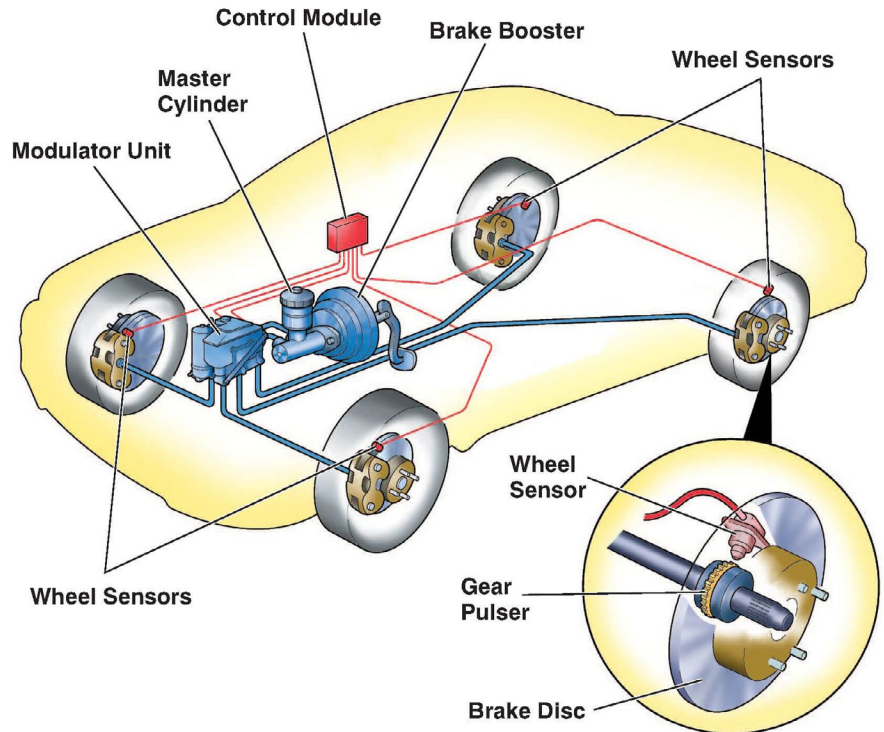 Control Module
Brake Booster
Wheel Sensors
Master
Cylinder
Modulator Unit
Wheel
Sensor
Wheel Sensors
Gear
Pulser
Brake Disc